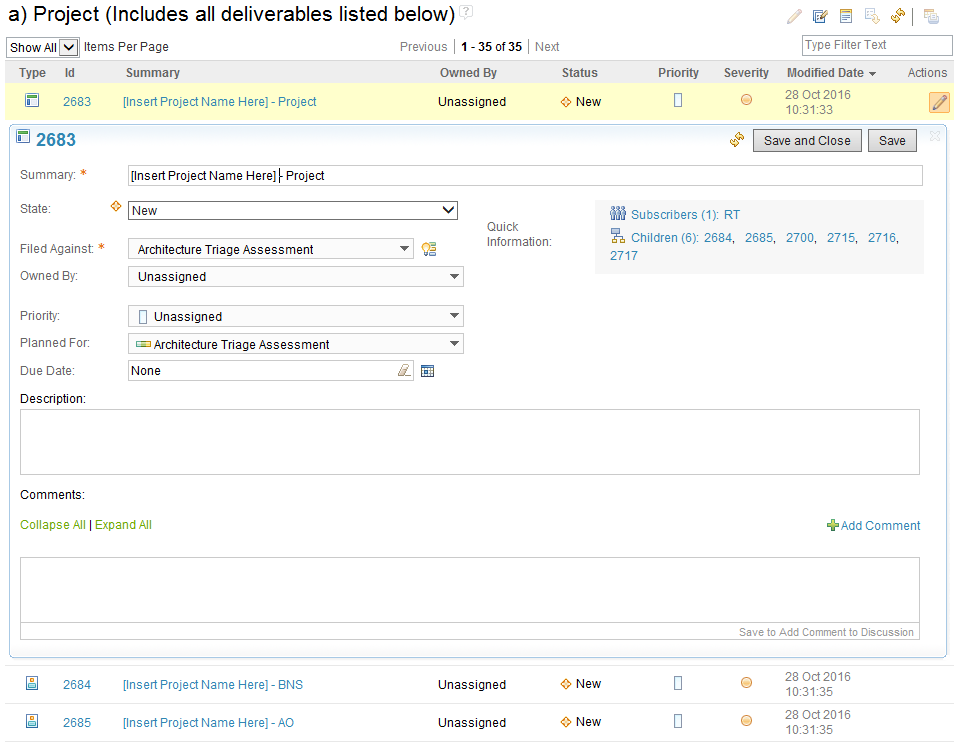 a) Project (Includes all deliverables listed below) ?
Show All Items Per Page Previous 1 - 35 of 35 Next Type Filter Text
Type Id Summary Owned By Status Priority Severity Modified Date Actions
2683 [Insert Project Name Here] - Project Unassigned New 28 Oct 2016
10:31:33
2683 Save and Close Save
Summary: * [Insert Project Name Here] - Project
State: New
Quick
Information:
Subscribers (1): RT
Children (6): 2684, 2685, 2700, 2715, 2716,
2717
Filed Against: * Architecture Triage Assessment
Owned By: Unassigned
Priority: Unassigned
Planned For: Architecture Triage Assessment
Due Date: None
Description:
Comments:
Collapse All | Expand All Add Comment
Save to Add Comment to Discussion
2684 [Insert Project Name Here] - BNS Unassigned New 28 Oct 2016
10:31:35
2685 [Insert Project Name Here] - AO Unassigned New 28 Oct 2016
10:31:35